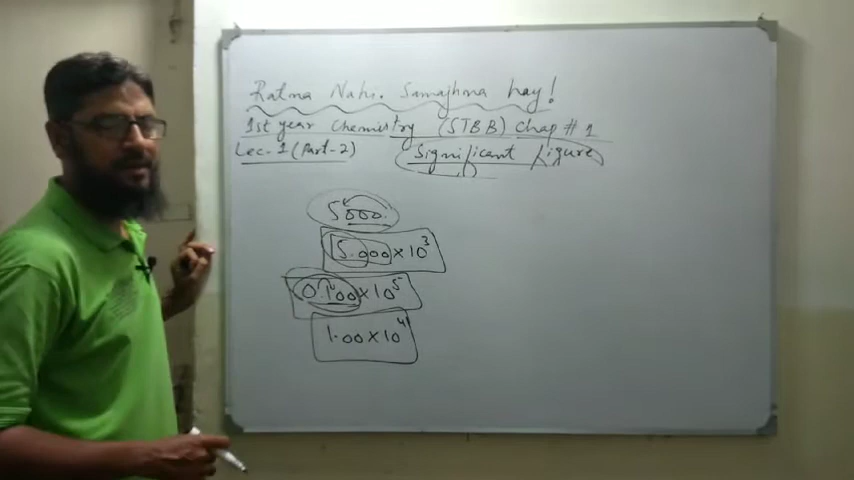 Ratna Nahi. Samajhna hay!
1st year Chemistry (STBB) Chap # 1
Lec-1 (Part-2) Significant figure
5000.
5.000 × 10³
0.100 × 10⁵
1.00 × 10⁴